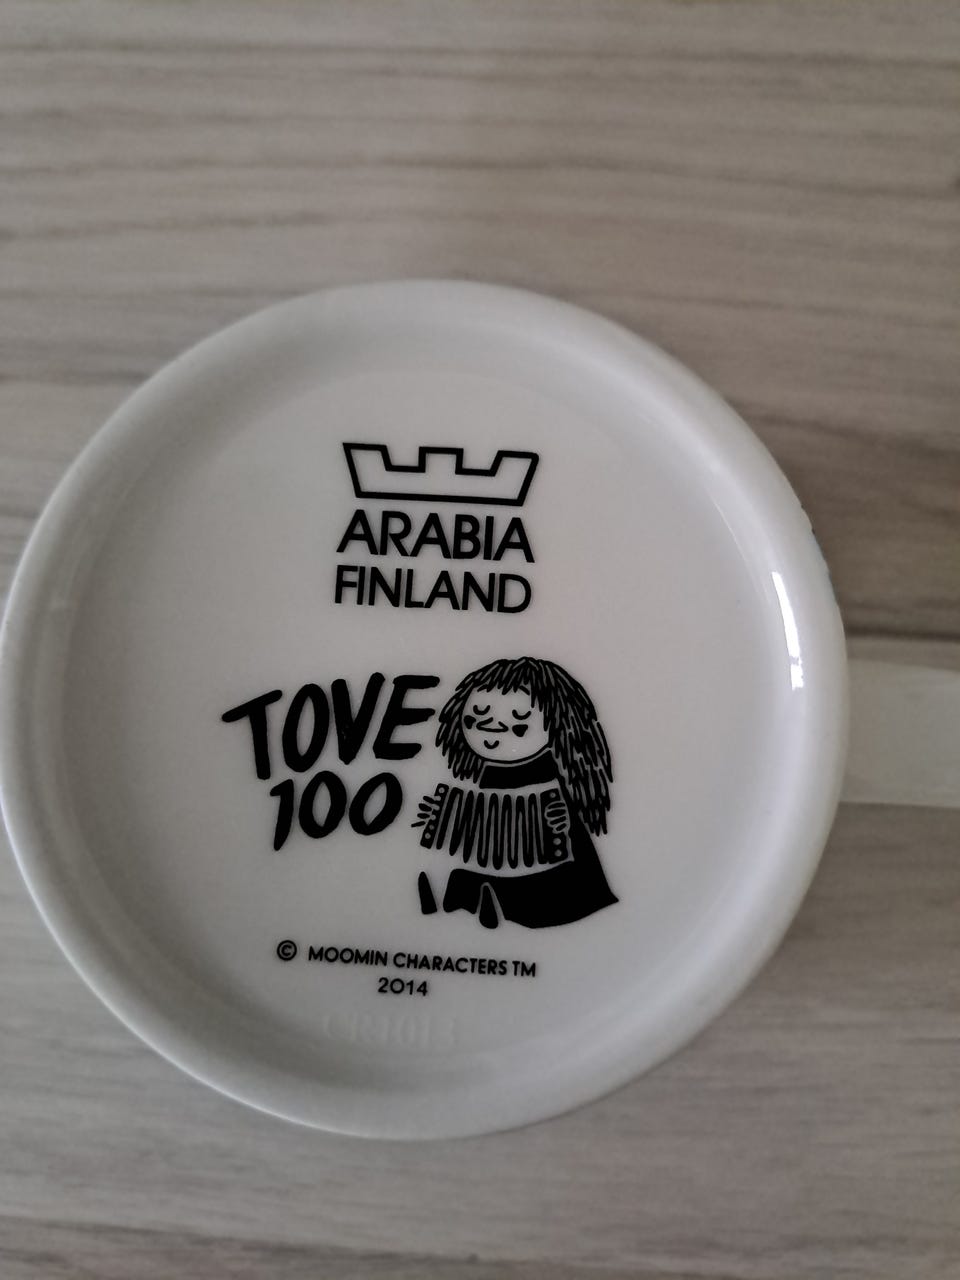 ARABIA
FINLAND
TOVE
100
© MOOMIN CHARACTERS TM
2014